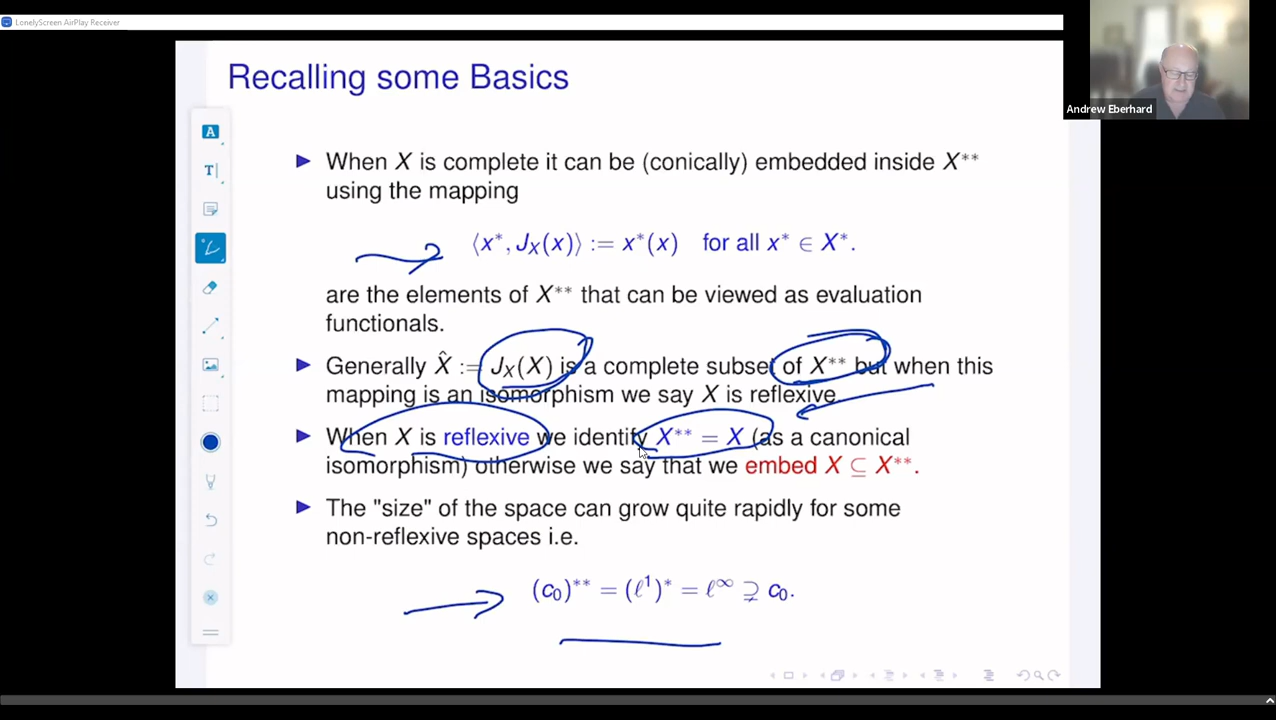 LonelyScreen AirPlay Receiver
Andrew Eberhard
Recalling some Basics
When X is complete it can be (conically) embedded inside X**
using the mapping
⟨x*, J_X(x)⟩ := x*(x) for all x* ∈ X*.
are the elements of X** that can be viewed as evaluation
functionals.
Generally X̂ := J_X(X) is a complete subset of X** but when this
mapping is an isomorphism we say X is reflexive.
When X is reflexive we identify X** = X (as a canonical
isomorphism) otherwise we say that we embed X ⊆ X**.
The "size" of the space can grow quite rapidly for some
non-reflexive spaces i.e.
(c₀)** = (ℓ¹)* = ℓ^∞ ⊋ c₀.
A
T